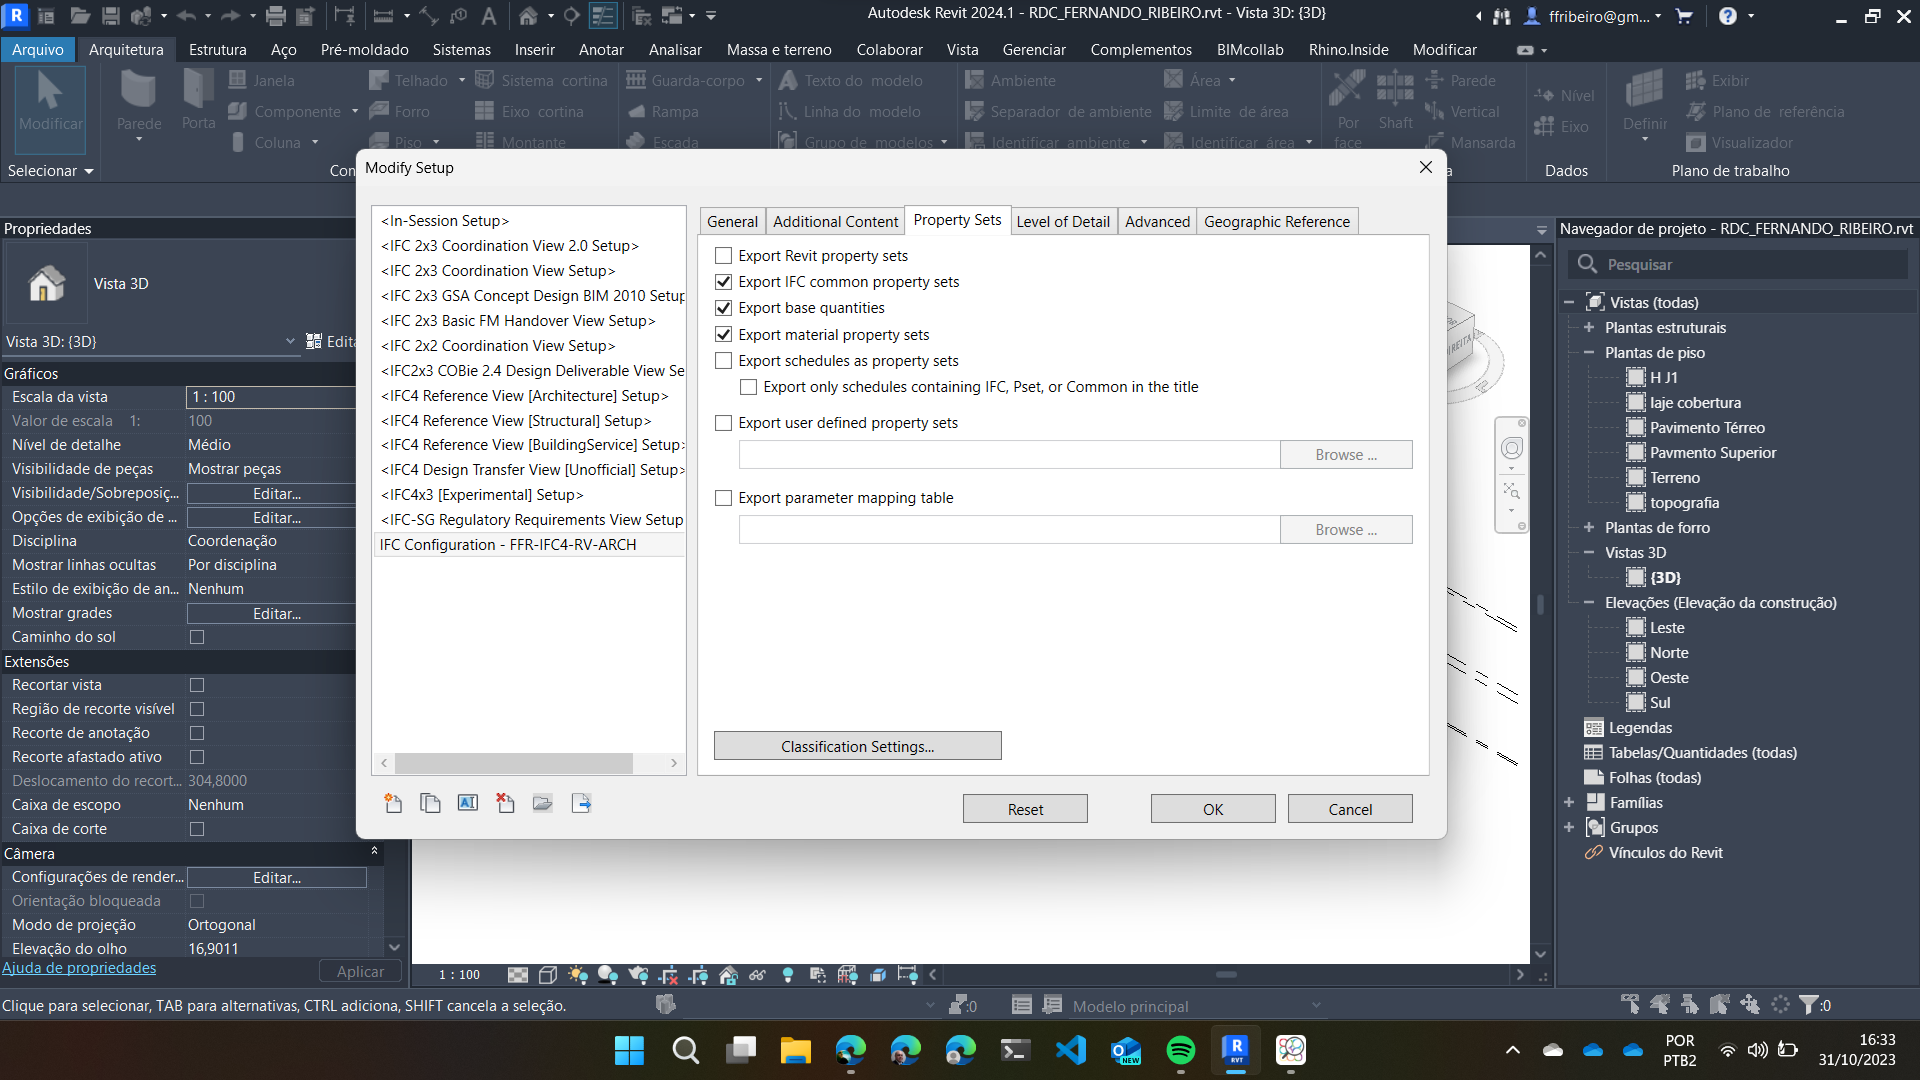 Autodesk Revit 2024.1 - RDC_FERNANDO_RIBEIRO.rvt - Vista 3D: {3D}
ffribeiro@gm...
Arquivo Arquitetura Estrutura Aço Pré-moldado Sistemas Inserir Anotar Analisar Massa e terreno Colaborar Vista Gerenciar Complementos BIMcollab Rhino.Inside Modificar
Modificar
Parede
Porta
Janela
Componente
Coluna
Telhado
Forro
Piso
Sistema cortina
Eixo cortina
Montante
Guarda-corpo
Rampa
Escada
Texto do modelo
Linha do modelo
Grupo de modelos
Ambiente
Separador de ambiente
Identificar ambiente
Área
Limite de área
Identificar área
Por
face
Shaft
Parede
Vertical
Mansarda
Nível
Eixo
Definir
Exibir
Plano de referência
Visualizador
Selecionar
Con
a
Dados
Plano de trabalho
Propriedades
Vista 3D
Vista 3D: {3D}
Edita
Gráficos
Escala da vista 1 : 100
Valor de escala 1: 100
Nível de detalhe Médio
Visibilidade de peças Mostrar peças
Visibilidade/Sobreposiç... Editar...
Opções de exibição de ... Editar...
Disciplina Coordenação
Mostrar linhas ocultas Por disciplina
Estilo de exibição de an... Nenhum
Mostrar grades Editar...
Caminho do sol
Extensões
Recortar vista
Região de recorte visível
Recorte de anotação
Recorte afastado ativo
Deslocamento do recort... 304,8000
Caixa de escopo Nenhum
Caixa de corte
Câmera
Configurações de render... Editar...
Orientação bloqueada
Modo de projeção Ortogonal
Elevação do olho 16,9011
Ajuda de propriedades
Aplicar
Modify Setup
<In-Session Setup>
<IFC 2x3 Coordination View 2.0 Setup>
<IFC 2x3 Coordination View Setup>
<IFC 2x3 GSA Concept Design BIM 2010 Setup
<IFC 2x3 Basic FM Handover View Setup>
<IFC 2x2 Coordination View Setup>
<IFC2x3 COBie 2.4 Design Deliverable View Se
<IFC4 Reference View [Architecture] Setup>
<IFC4 Reference View [Structural] Setup>
<IFC4 Reference View [BuildingService] Setup>
<IFC4 Design Transfer View [Unofficial] Setup>
<IFC4x3 [Experimental] Setup>
<IFC-SG Regulatory Requirements View Setup
IFC Configuration - FFR-IFC4-RV-ARCH
General Additional Content Property Sets Level of Detail Advanced Geographic Reference
Export Revit property sets
Export IFC common property sets
Export base quantities
Export material property sets
Export schedules as property sets
Export only schedules containing IFC, Pset, or Common in the title
Export user defined property sets
Browse ...
Export parameter mapping table
Browse ...
Classification Settings...
Reset
OK
Cancel
DIREITA
Navegador de projeto - RDC_FERNANDO_RIBEIRO.rvt
Pesquisar
Vistas (todas)
Plantas estruturais
Plantas de piso
H J1
laje cobertura
Pavimento Térreo
Pavmento Superior
Terreno
topografia
Plantas de forro
Vistas 3D
{3D}
Elevações (Elevação da construção)
Leste
Norte
Oeste
Sul
Legendas
Tabelas/Quantidades (todas)
Folhas (todas)
Famílias
Grupos
Vínculos do Revit
1 : 100
Clique para selecionar, TAB para alternativas, CTRL adiciona, SHIFT cancela a seleção.
:0
Modelo principal
:0
R
RVT
NEW
POR
PTB2
16:33
31/10/2023